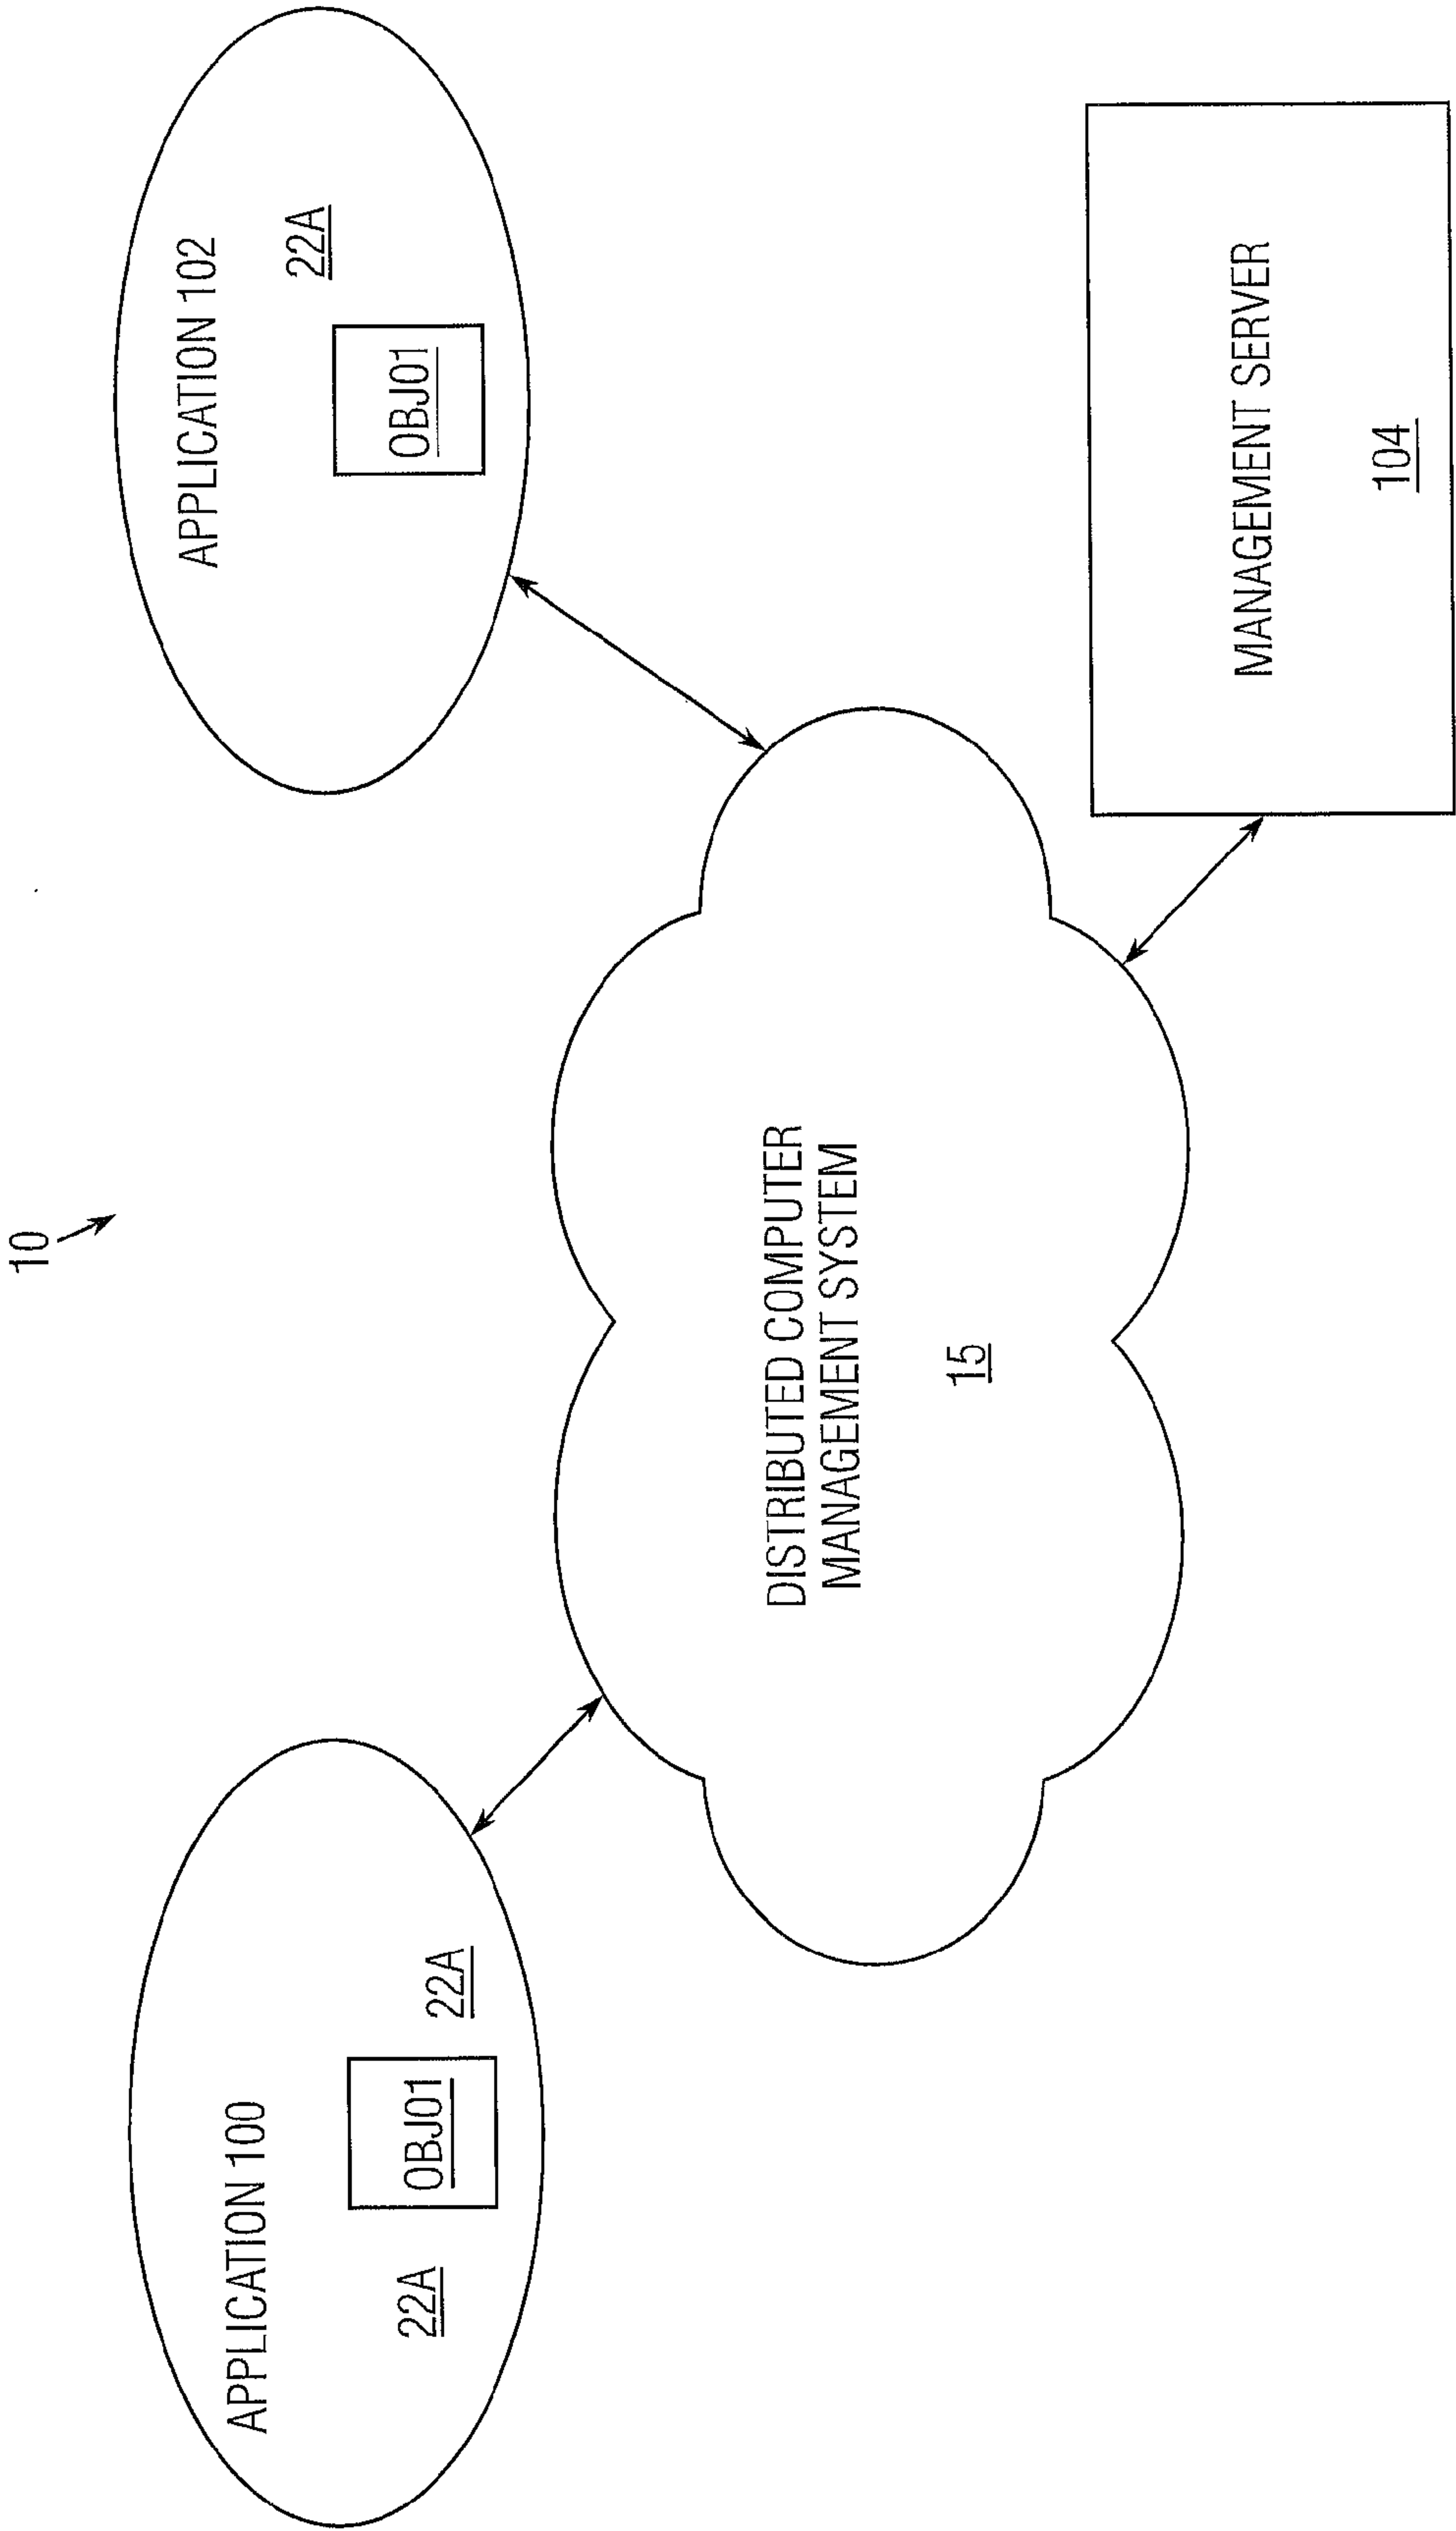 10
APPLICATION 100
22A
OBJ01
22A
APPLICATION 102
22A
OBJ01
DISTRIBUTED COMPUTER
MANAGEMENT SYSTEM
15
MANAGEMENT SERVER
104